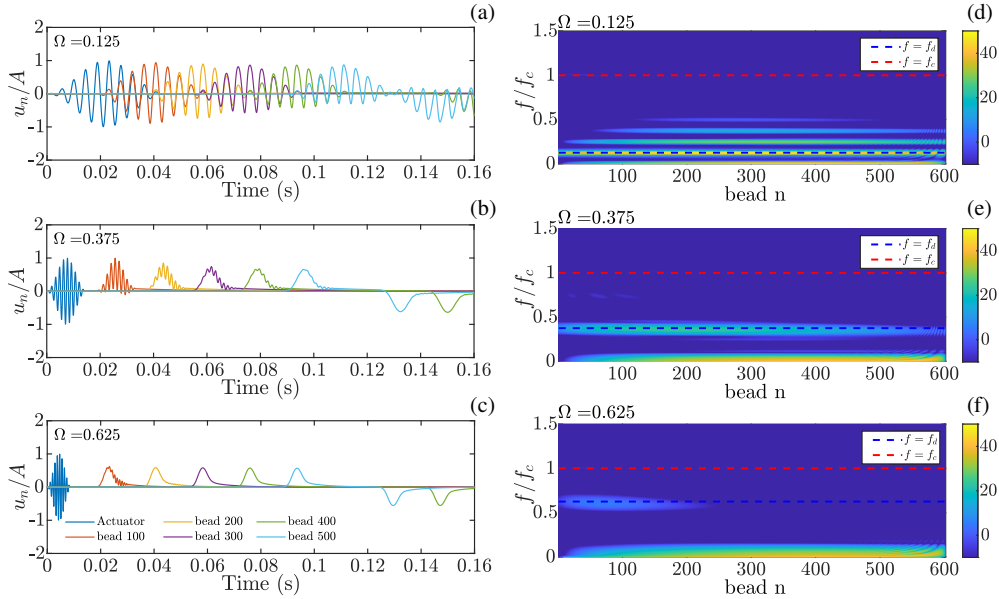 (a)
Ω =0.125
2
1
0
-1
-2
u_n/A
0 0.02 0.04 0.06 0.08 0.1 0.12 0.14 0.16
Time (s)
(d)
Ω =0.125
1.5
1
0.5
0
f/f_c
f = f_d
f = f_c
100 200 300 400 500 600
bead n
40
20
0
(b)
Ω =0.375
2
1
0
-1
-2
u_n/A
0 0.02 0.04 0.06 0.08 0.1 0.12 0.14 0.16
Time (s)
(e)
Ω =0.375
1.5
1
0.5
0
f/f_c
f = f_d
f = f_c
100 200 300 400 500 600
bead n
40
20
0
(c)
Ω =0.625
2
1
0
-1
-2
u_n/A
Actuator bead 200 bead 400
bead 100 bead 300 bead 500
0 0.02 0.04 0.06 0.08 0.1 0.12 0.14 0.16
Time (s)
(f)
Ω =0.625
1.5
1
0.5
0
f/f_c
f = f_d
f = f_c
100 200 300 400 500 600
bead n
40
20
0